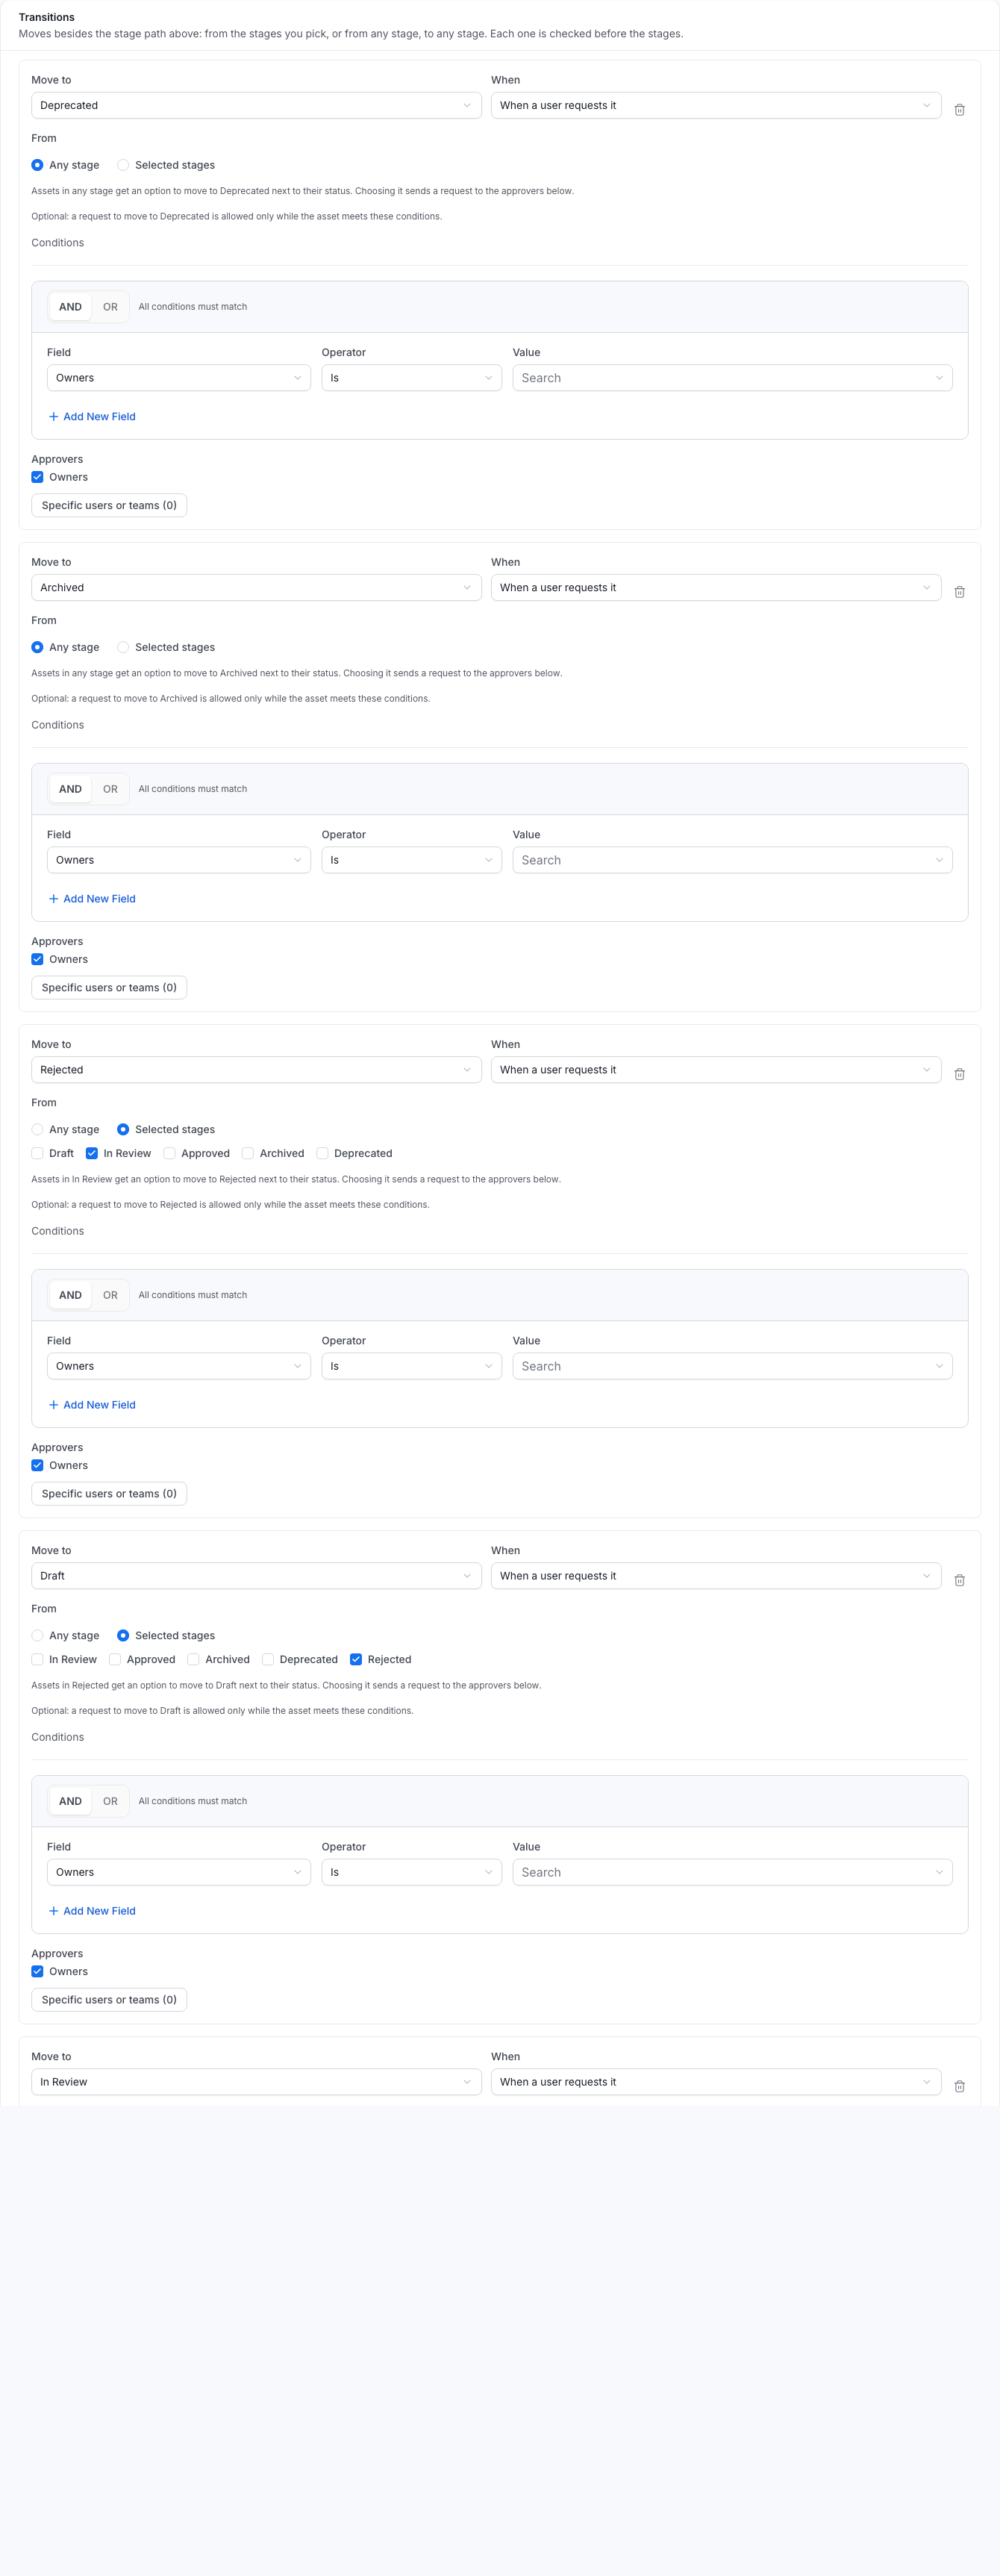 Transitions
Moves besides the stage path above: from the stages you pick, or from any stage, to any stage. Each one is checked before the stages.
Move to When
Deprecated When a user requests it
From
Any stage Selected stages
Assets in any stage get an option to move to Deprecated next to their status. Choosing it sends a request to the approvers below.
Optional: a request to move to Deprecated is allowed only while the asset meets these conditions.
Conditions
AND OR All conditions must match
Field Operator Value
Owners Is Search
+ Add New Field
Approvers
Owners
Specific users or teams (0)
Move to When
Archived When a user requests it
From
Any stage Selected stages
Assets in any stage get an option to move to Archived next to their status. Choosing it sends a request to the approvers below.
Optional: a request to move to Archived is allowed only while the asset meets these conditions.
Conditions
AND OR All conditions must match
Field Operator Value
Owners Is Search
+ Add New Field
Approvers
Owners
Specific users or teams (0)
Move to When
Rejected When a user requests it
From
Any stage Selected stages
Draft In Review Approved Archived Deprecated
Assets in In Review get an option to move to Rejected next to their status. Choosing it sends a request to the approvers below.
Optional: a request to move to Rejected is allowed only while the asset meets these conditions.
Conditions
AND OR All conditions must match
Field Operator Value
Owners Is Search
+ Add New Field
Approvers
Owners
Specific users or teams (0)
Move to When
Draft When a user requests it
From
Any stage Selected stages
In Review Approved Archived Deprecated Rejected
Assets in Rejected get an option to move to Draft next to their status. Choosing it sends a request to the approvers below.
Optional: a request to move to Draft is allowed only while the asset meets these conditions.
Conditions
AND OR All conditions must match
Field Operator Value
Owners Is Search
+ Add New Field
Approvers
Owners
Specific users or teams (0)
Move to When
In Review When a user requests it